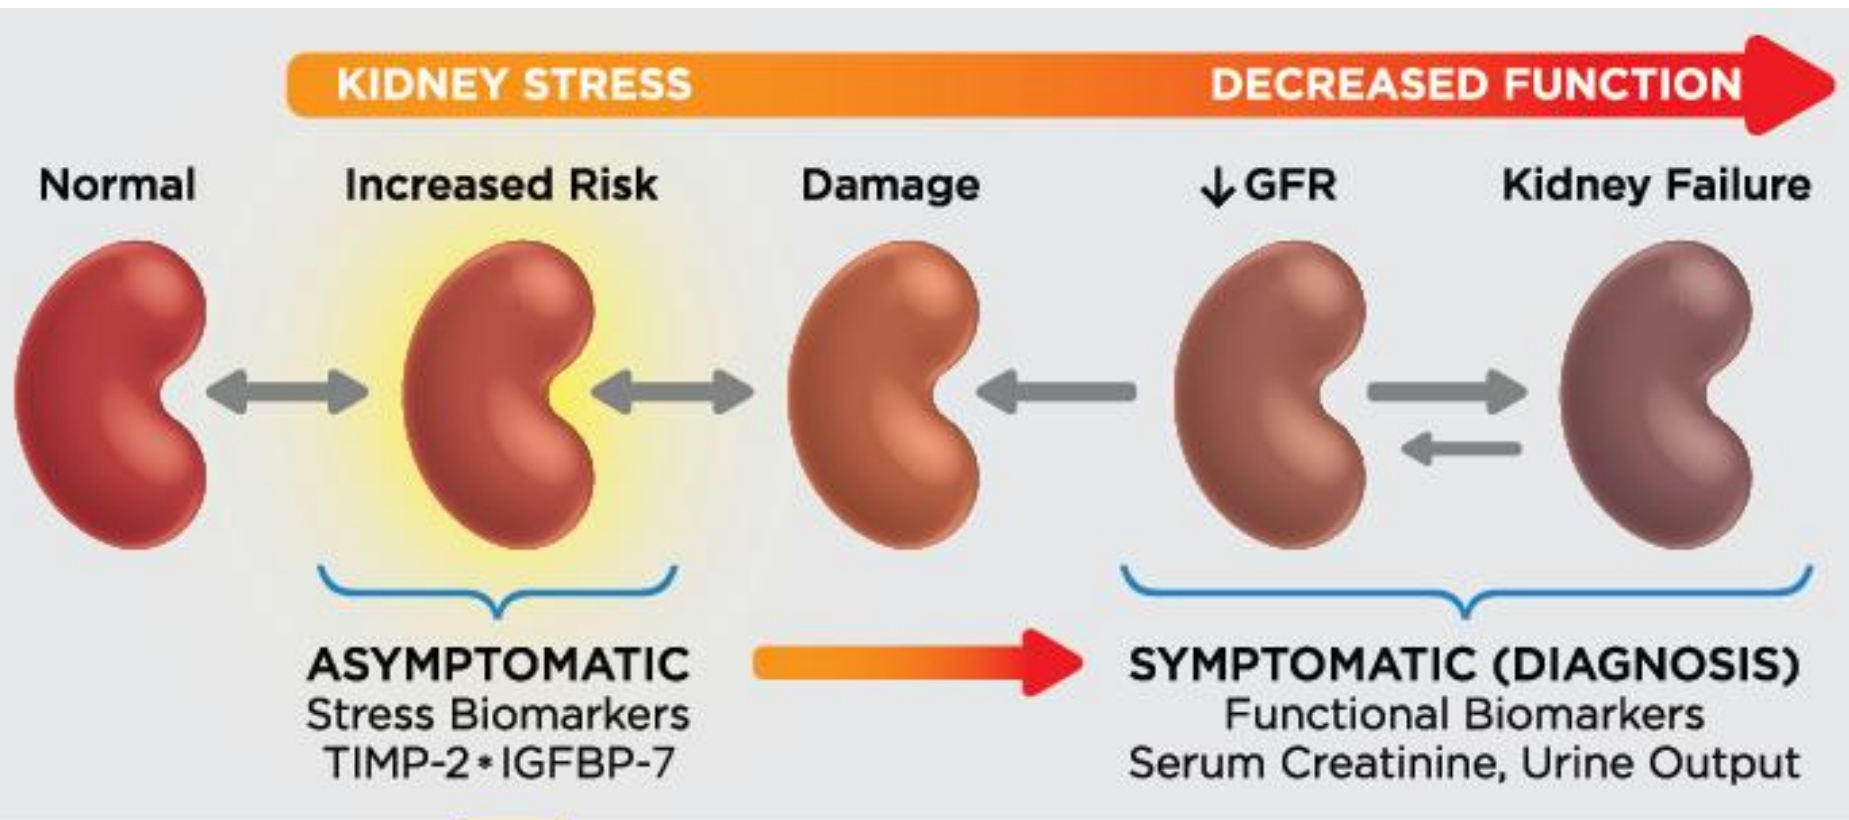 KIDNEY STRESS
DECREASED FUNCTION
Normal
Increased Risk
Damage
↓ GFR
Kidney Failure
ASYMPTOMATIC
Stress Biomarkers
TIMP-2*IGFBP-7
SYMPTOMATIC (DIAGNOSIS)
Functional Biomarkers
Serum Creatinine, Urine Output